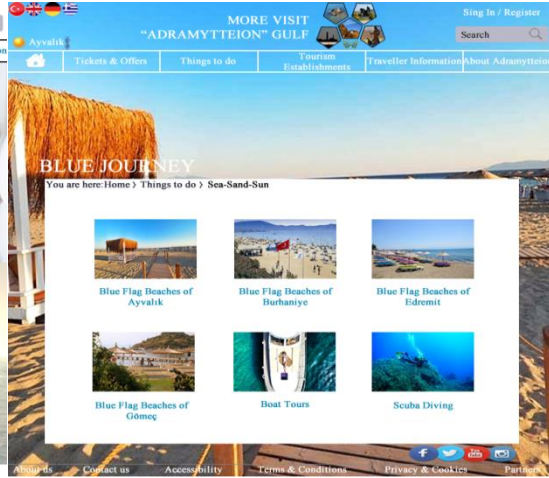 MORE VISIT
"ADRAMYTTEION" GULF
Sing In / Register
Ayvalık
Search
Tickets & Offers
Things to do
Tourism
Establishments
Traveller Information
About Adramytteion
BLUE JOURNEY
You are here:Home > Things to do > Sea-Sand-Sun
Blue Flag Beaches of
Ayvalık
Blue Flag Beaches of
Burhaniye
Blue Flag Beaches of
Edremit
Blue Flag Beaches of
Gömeç
Boat Tours
Scuba Diving
About us
Contact us
Accessibility
Terms & Conditions
Privacy & Cookies
Partners